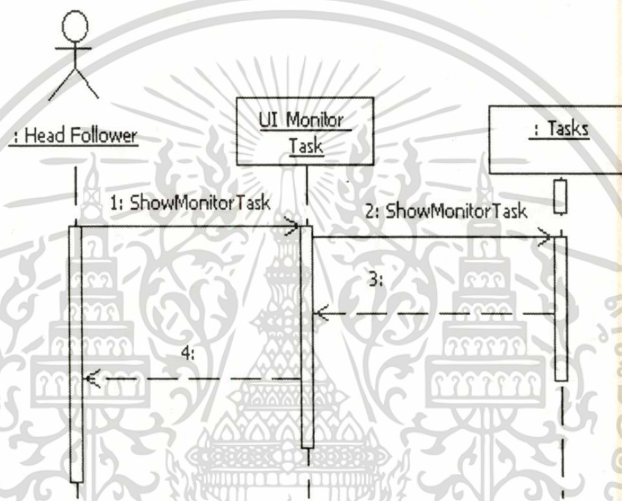 : Head Follower
UI Monitor
Task
: Tasks
1: ShowMonitorTask
2: ShowMonitorTask
3:
4: